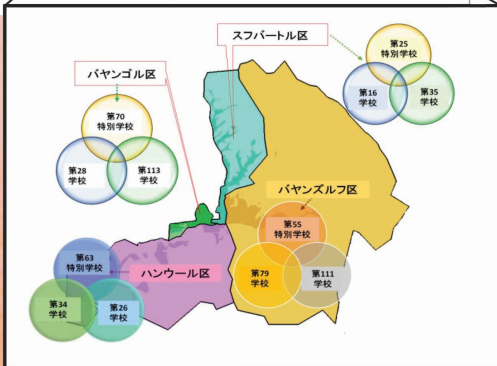 スフバートル区
第25
特別学校
第16
学校
第35
学校
バヤンゴル区
第70
特別学校
第28
学校
第113
学校
バヤンズルフ区
第55
特別学校
第79
学校
第111
学校
ハンウール区
第63
特別学校
第34
学校
第26
学校